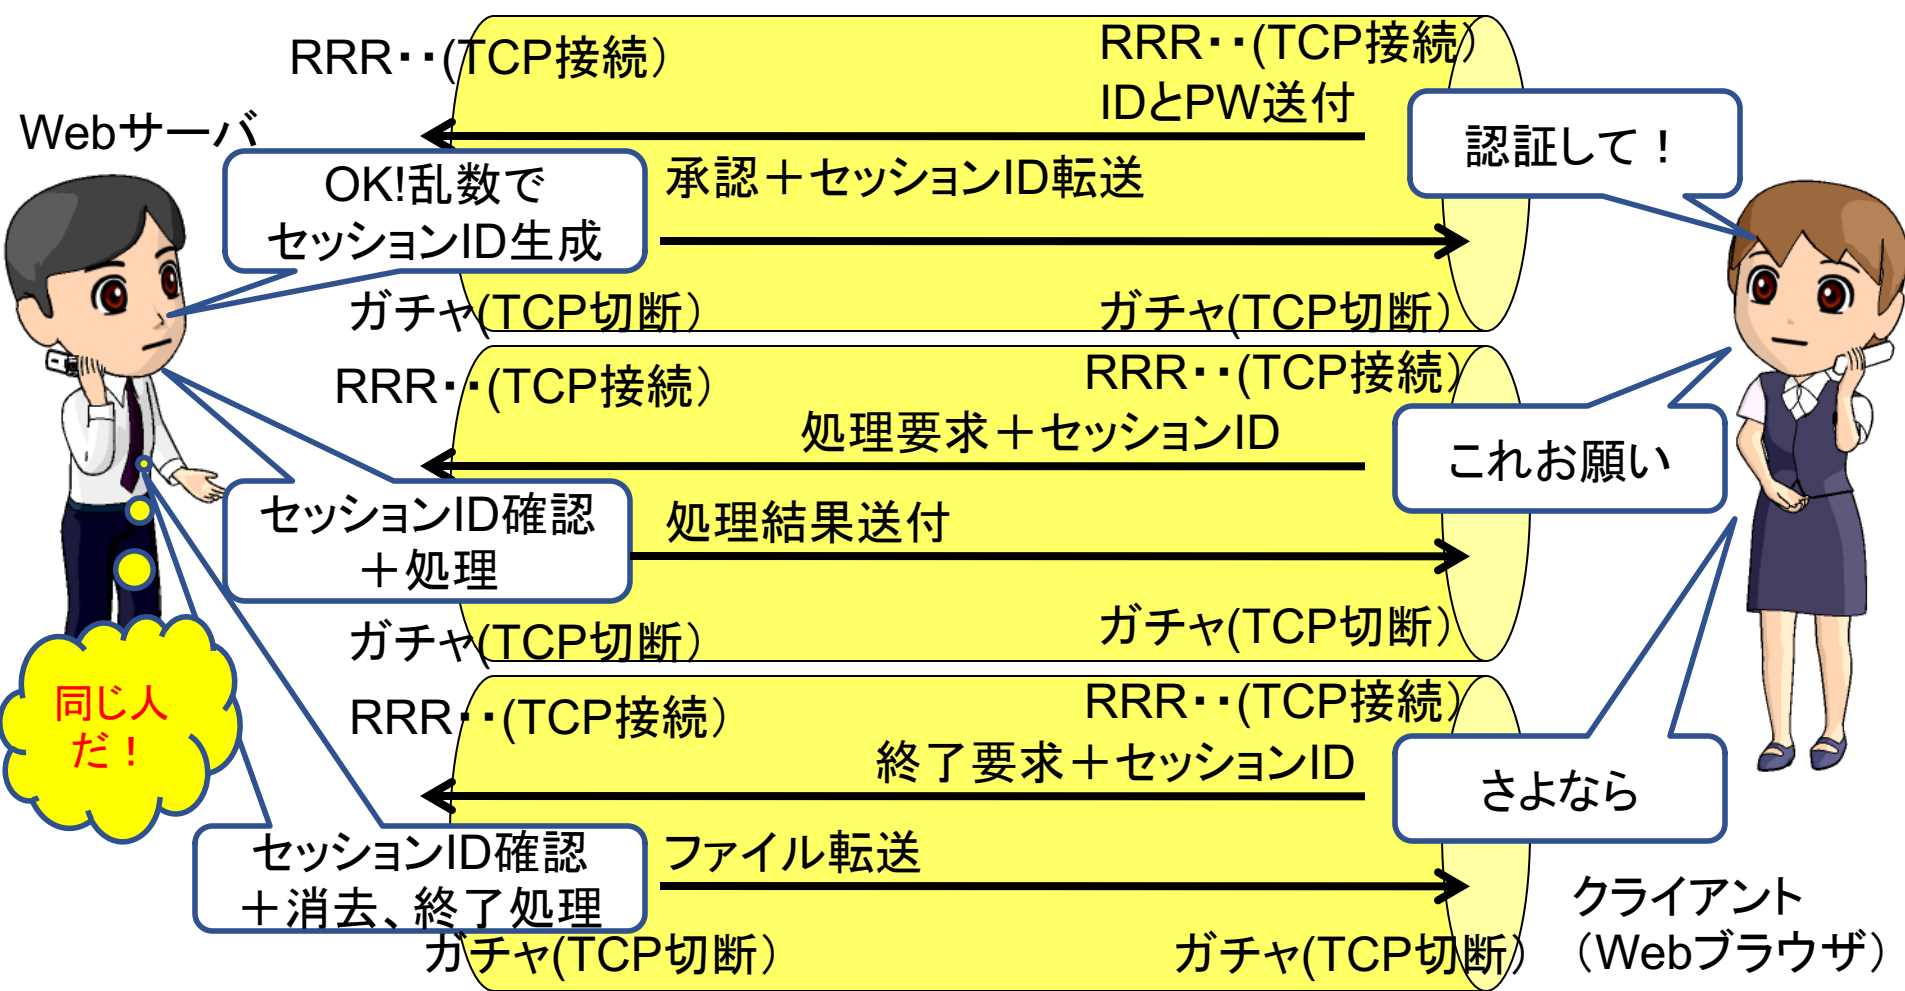 RRR・・(TCP接続)
RRR・・(TCP接続)
IDとPW送付
Webサーバ
認証して！
OK!乱数で
セッションID生成
承認＋セッションID転送
ガチャ(TCP切断)
ガチャ(TCP切断)
RRR・・(TCP接続)
RRR・・(TCP接続)
処理要求＋セッションID
これお願い
セッションID確認
＋処理
処理結果送付
ガチャ(TCP切断)
ガチャ(TCP切断)
同じ人
だ！
RRR・・(TCP接続)
RRR・・(TCP接続)
終了要求＋セッションID
さよなら
セッションID確認
＋消去、終了処理
ファイル転送
ガチャ(TCP切断)
ガチャ(TCP切断)
クライアント
（Webブラウザ）